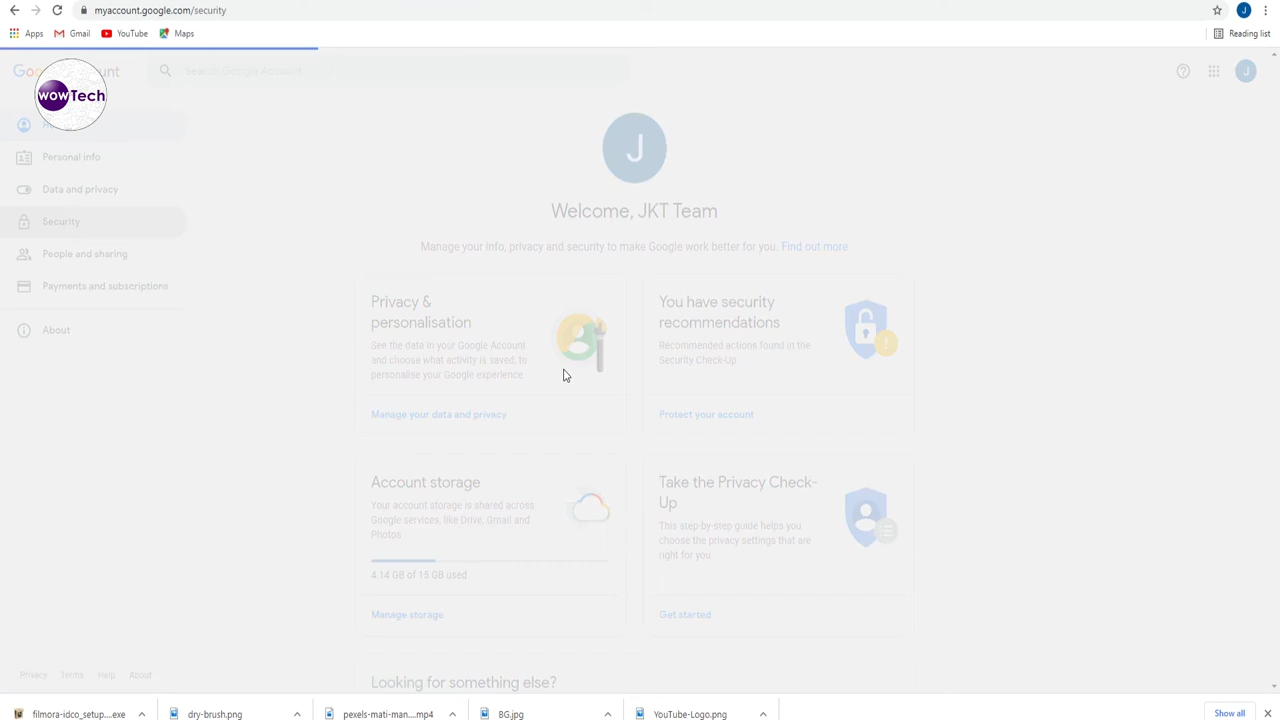 myaccount.google.com/security
J
Apps Gmail YouTube Maps Reading list
Search Google Account
J
wowTech
Personal info
Data and privacy
Security
People and sharing
Payments and subscriptions
About
J
Welcome, JKT Team
Manage your info, privacy and security to make Google work better for you. Find out more
Privacy &
personalisation
See the data in your Google Account
and choose what activity is saved, to
personalise your Google experience
Manage your data and privacy
You have security
recommendations
Recommended actions found in the
Security Check-Up
Protect your account
Account storage
Your account storage is shared across
Google services, like Drive, Gmail and
Photos
4.14 GB of 15 GB used
Manage storage
Take the Privacy Check-
Up
This step-by-step guide helps you
choose the privacy settings that are
right for you
Get started
Looking for something else?
Privacy Terms Help About
filmora-idco_setup....exe dry-brush.png pexels-mati-man....mp4 BG.jpg YouTube-Logo.png Show all